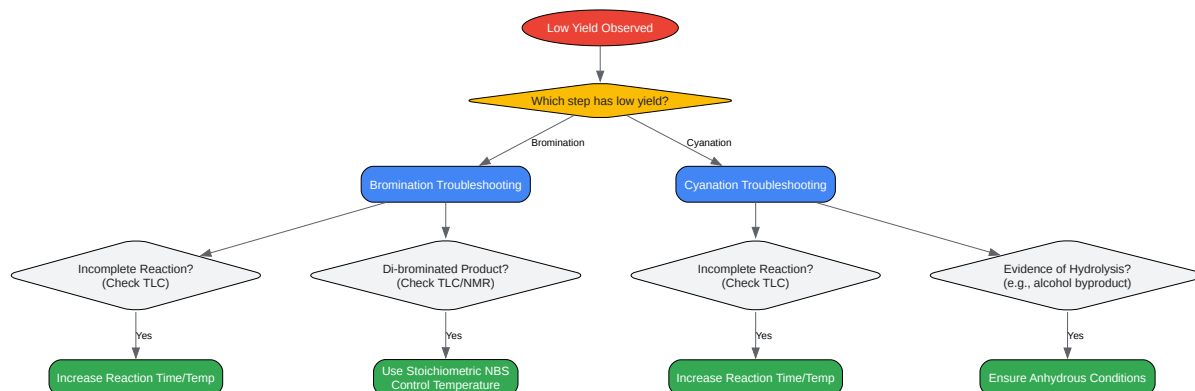 Low Yield Observed
Which step has low yield?
Bromination
Cyanation
Bromination Troubleshooting
Cyanation Troubleshooting
Incomplete Reaction?
(Check TLC)
Di-brominated Product?
(Check TLC/NMR)
Incomplete Reaction?
(Check TLC)
Evidence of Hydrolysis?
(e.g., alcohol byproduct)
Yes
Yes
Yes
Yes
Increase Reaction Time/Temp
Use Stoichiometric NBS
Control Temperature
Increase Reaction Time/Temp
Ensure Anhydrous Conditions